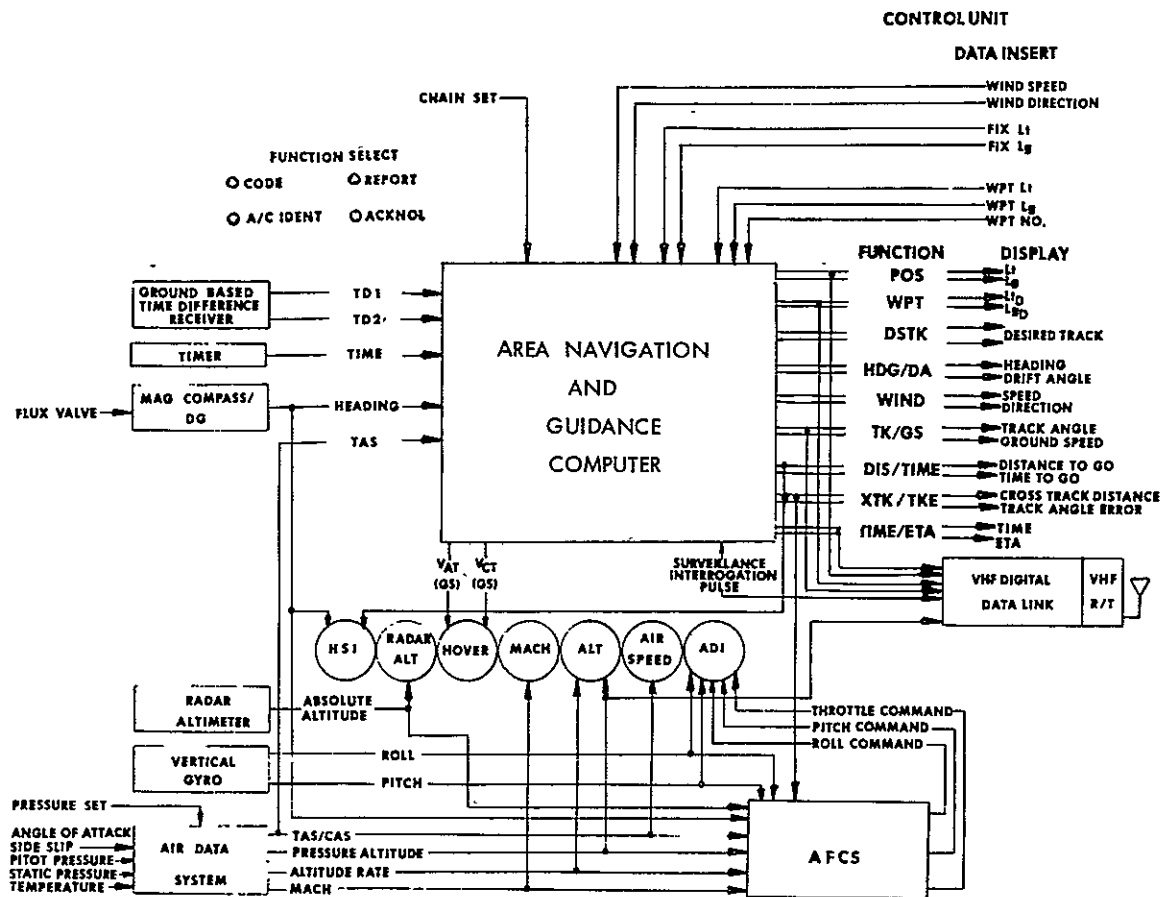 CONTROL UNIT
DATA INSERT
CHAIN SET
WIND SPEED
WIND DIRECTION
FIX Lt
FIX Lg
WPT Lt
WPT Lg
WPT NO.
FUNCTION SELECT
CODE
REPORT
A/C IDENT
ACKNOL
FUNCTION
DISPLAY
POS
Lt
Lg
WPT
LtD
LgD
DSTK
DESIRED TRACK
HDG/DA
HEADING
DRIFT ANGLE
WIND
SPEED
DIRECTION
TK/GS
TRACK ANGLE
GROUND SPEED
DIS/TIME
DISTANCE TO GO
TIME TO GO
XTK/TKE
CROSS TRACK DISTANCE
TRACK ANGLE ERROR
TIME/ETA
TIME
ETA
GROUND BASED
TIME DIFFERENCE
RECEIVER
TD1
TD2
TIMER
TIME
FLUX VALVE
MAG COMPASS/
DG
HEADING
TAS
AREA NAVIGATION
AND
GUIDANCE
COMPUTER
VAT
(GS)
VCT
(GS)
SURVEKLANCE
INTERROGATION
PULSE
VHF DIGITAL
DATA LINK
VHF
R/T
HSI
RADAR
ALT
HOVER
MACH
ALT
AIR
SPEED
ADI
RADAR
ALTIMETER
ABSOLUTE
ALTITUDE
THROTTLE COMMAND
PITCH COMMAND
ROLL COMMAND
VERTICAL
GYRO
ROLL
PITCH
PRESSURE SET
ANGLE OF ATTACK
SIDE SLIP
PITOT PRESSURE
STATIC PRESSURE
TEMPERATURE
AIR DATA
SYSTEM
TAS/CAS
PRESSURE ALTITUDE
ALTITUDE RATE
MACH
AFCS